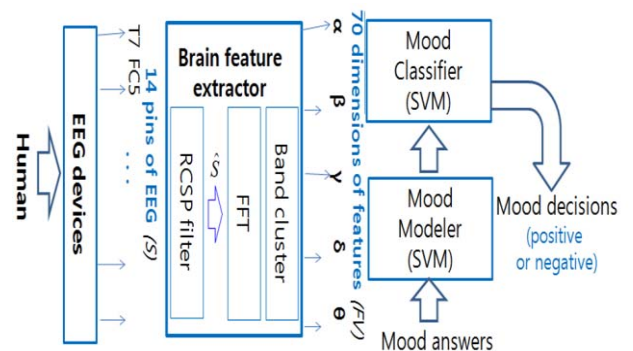 Human
EEG devices
T7 FC5 . . .
14 pins of EEG (S)
Brain feature
extractor
RCSP filter
Ŝ
FFT
Band cluster
α
β
γ
δ
θ
70 dimensions of features (FV)
Mood
Classifier
(SVM)
Mood
Modeler
(SVM)
Mood answers
Mood decisions
(positive
or negative)